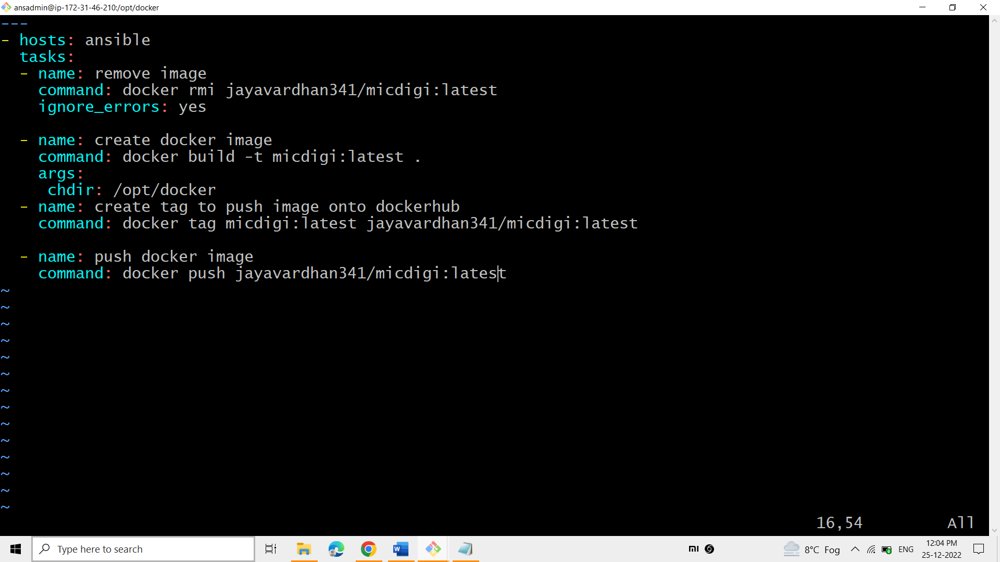 ansadmin@ip-172-31-46-210:/opt/docker
---
- hosts: ansible
  tasks:
  - name: remove image
    command: docker rmi jayavardhan341/micdigi:latest
    ignore_errors: yes

  - name: create docker image
    command: docker build -t micdigi:latest .
    args:
     chdir: /opt/docker
  - name: create tag to push image onto dockerhub
    command: docker tag micdigi:latest jayavardhan341/micdigi:latest

  - name: push docker image
    command: docker push jayavardhan341/micdigi:latest
~
~
~
~
~
~
~
~
~
~
~
~
~
~
16,54 All
Type here to search
W
mi
8°C Fog
ENG
12:04 PM
25-12-2022